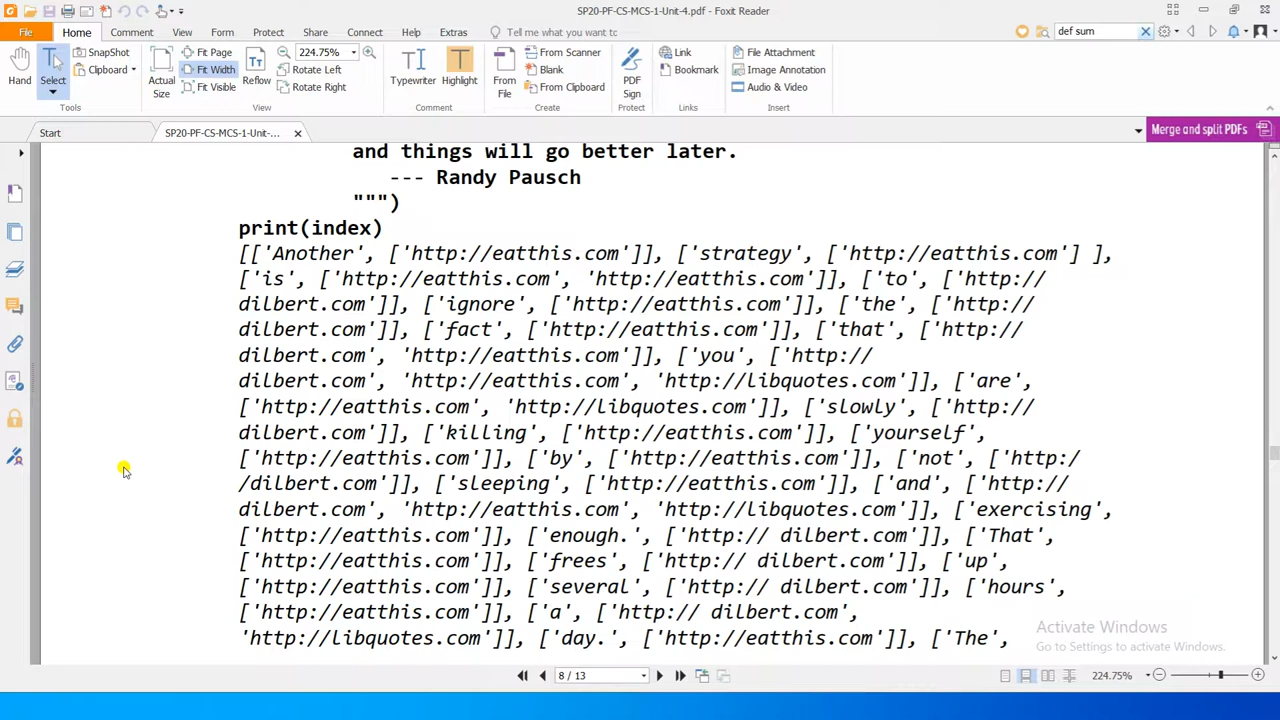 SP20-PF-CS-MCS-1-Unit-4.pdf - Foxit Reader
File Home Comment View Form Protect Share Connect Help Extras Tell me what you want tc def sum
Hand
Select
SnapShot
Clipboard
Tools
Actual Size
Fit Page
Fit Width
Fit Visible
Reflow
224.75%
Rotate Left
Rotate Right
View
Typewriter
Highlight
Comment
From File
From Scanner
Blank
From Clipboard
Create
PDF Sign
Protect
Link
Bookmark
Links
File Attachment
Image Annotation
Audio & Video
Insert
Start SP20-PF-CS-MCS-1-Unit-... Merge and split PDFs
and things will go better later.
--- Randy Pausch
""")
print(index)
[['Another', ['http://eatthis.com']], ['strategy', ['http://eatthis.com'] ],
['is', ['http://eatthis.com', 'http://eatthis.com']], ['to', ['http://
dilbert.com']], ['ignore', ['http://eatthis.com']], ['the', ['http://
dilbert.com']], ['fact', ['http://eatthis.com']], ['that', ['http://
dilbert.com', 'http://eatthis.com']], ['you', ['http://
dilbert.com', 'http://eatthis.com', 'http://libquotes.com']], ['are',
['http://eatthis.com', 'http://libquotes.com']], ['slowly', ['http://
dilbert.com']], ['killing', ['http://eatthis.com']], ['yourself',
['http://eatthis.com']], ['by', ['http://eatthis.com']], ['not', ['http:/
/dilbert.com']], ['sleeping', ['http://eatthis.com']], ['and', ['http://
dilbert.com', 'http://eatthis.com', 'http://libquotes.com']], ['exercising',
['http://eatthis.com']], ['enough.', ['http:// dilbert.com']], ['That',
['http://eatthis.com']], ['frees', ['http:// dilbert.com']], ['up',
['http://eatthis.com']], ['several', ['http:// dilbert.com']], ['hours',
['http://eatthis.com']], ['a', ['http:// dilbert.com',
'http://libquotes.com']], ['day.', ['http://eatthis.com']], ['The',
Activate Windows
Go to Settings to activate Windows.
8 / 13
224.75%